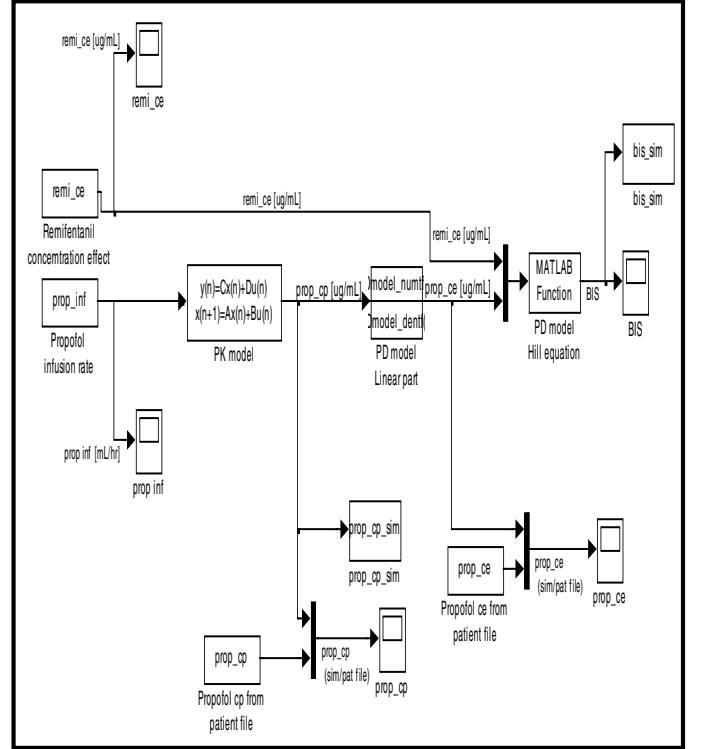 remi_ce [ug/mL]
remi_ce
bis_sim
bis_sim
remi_ce
remi_ce [ug/mL]
Remifentanil
concemtration effect
remi_ce [ug/mL]
prop_inf
Propofol
infusion rate
y(n)=Cx(n)+Du(n)
x(n+1)=Ax(n)+Bu(n)
PK model
prop_cp [ug/mL]
PD model
Linear part
prop_ce [ug/mL]
MATLAB
Function
PD model
Hill equation
BIS
BIS
prop inf [mL/hr]
prop inf
prop_cp_sim
prop_cp_sim
prop_ce
Propofol ce from
patient file
prop_ce
(sim/pat file)
prop_ce
prop_cp
Propofol cp from
patient file
prop_cp
(sim/pat file)
prop_cp